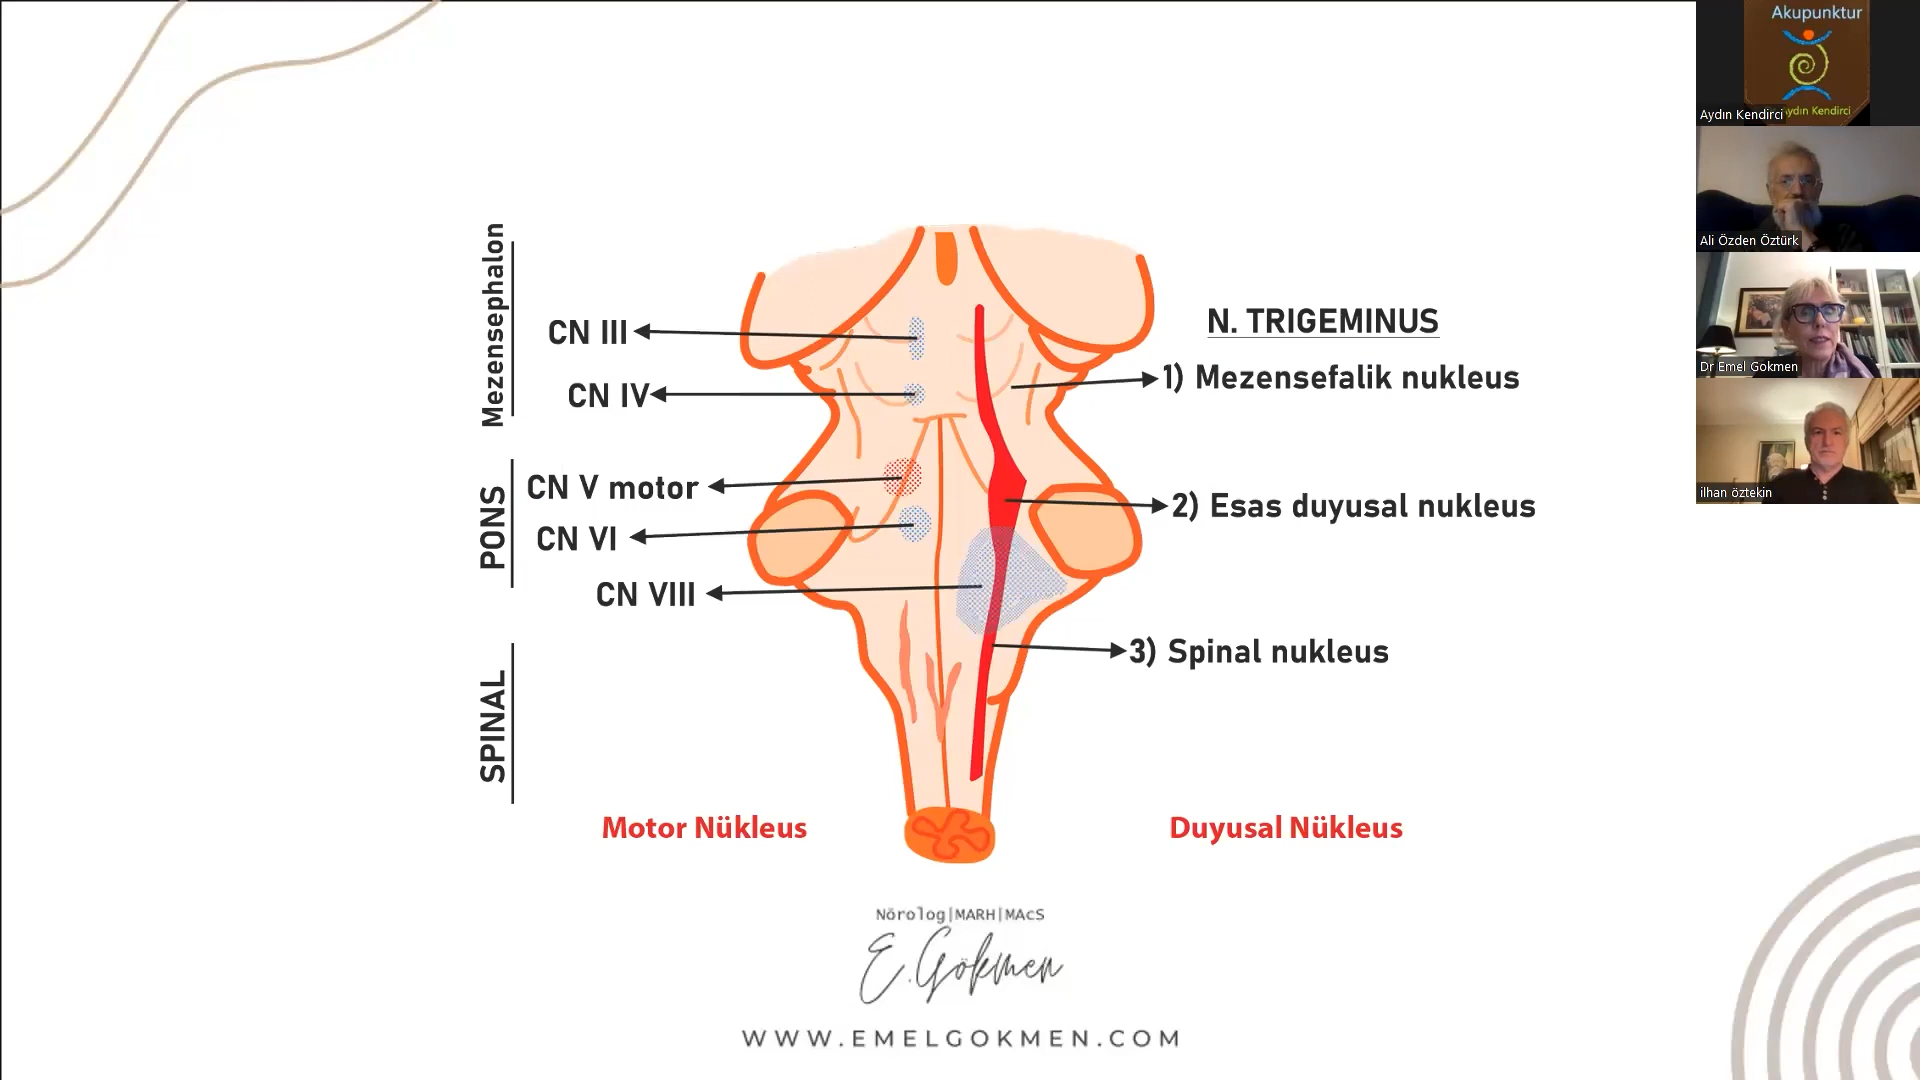 Mezensephalon
CN III
CN IV
PONS
CN V motor
CN VI
CN VIII
SPINAL
N. TRIGEMINUS
1) Mezensefalik nukleus
2) Esas duyusal nukleus
3) Spinal nukleus
Motor Nükleus
Duyusal Nükleus
Nörolog|MARH|MAcS
E.Gökmen
WWW.EMELGOKMEN.COM
Akupunktur
Aydın Kendirci
Aydın Kendirci
Ali Özden Öztürk
Dr Emel Gokmen
ilhan öztekin